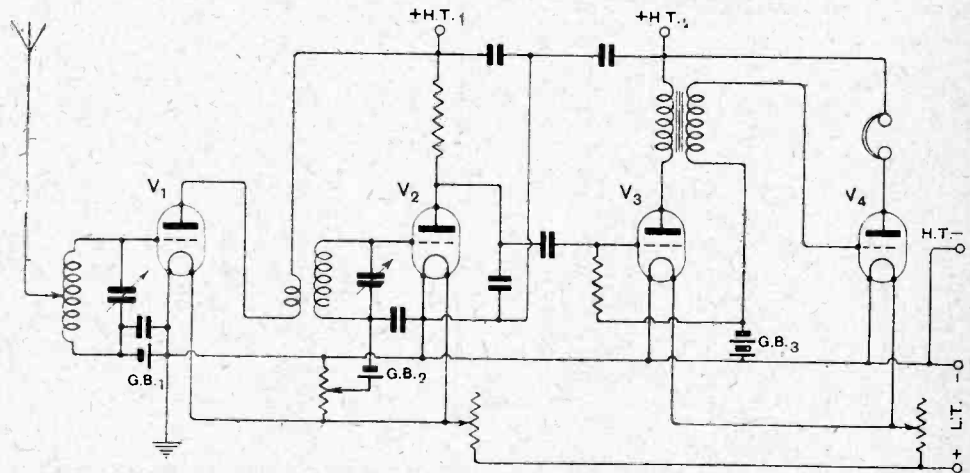 +H.T.1
+H.T.2
V1
V2
V3
V4
H.T.-
G.B.1
G.B.2
G.B.3
-
L.T.
+